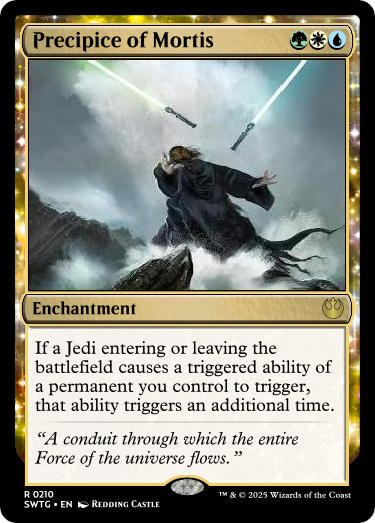 Precipice of Mortis
Enchantment
If a Jedi entering or leaving the
battlefield causes a triggered ability of
a permanent you control to trigger,
that ability triggers an additional time.
“A conduit through which the entire
Force of the universe flows.”
R 0210
SWTG • EN Redding Castle
™ & © 2025 Wizards of the Coast